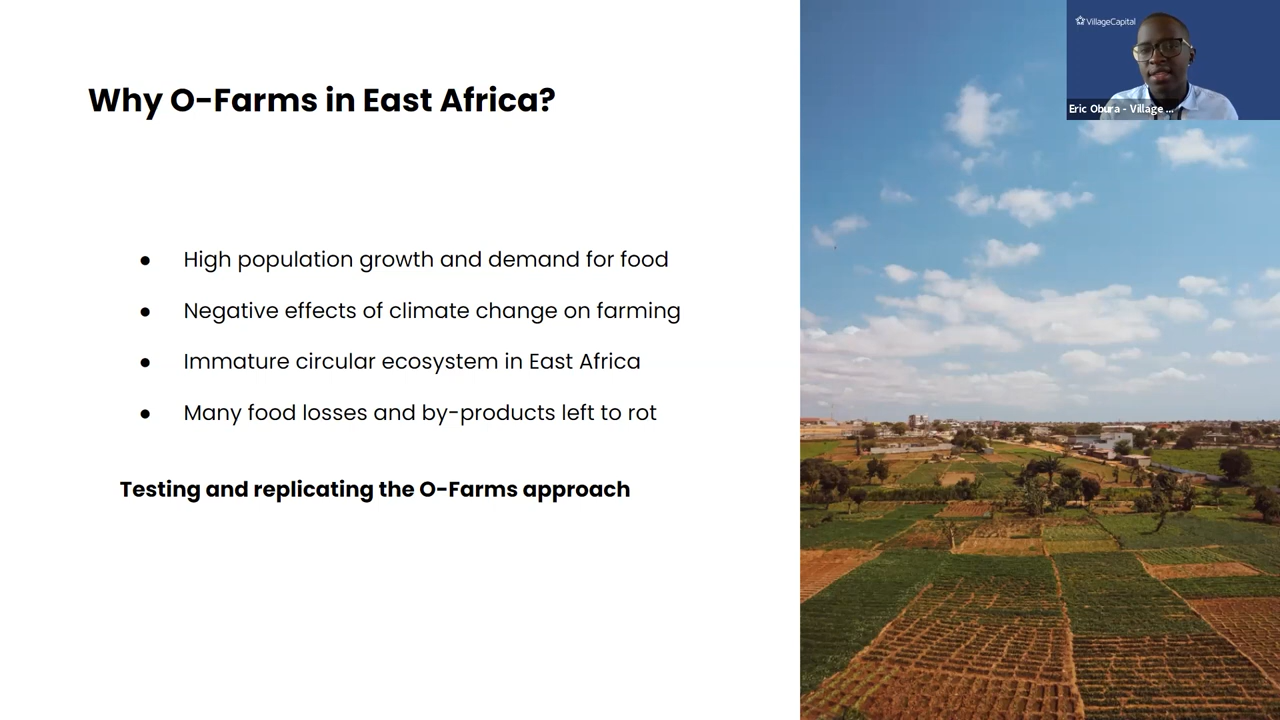 VillageCapital
Eric Obura - Village ...
Why O-Farms in East Africa?
● High population growth and demand for food
● Negative effects of climate change on farming
● Immature circular ecosystem in East Africa
● Many food losses and by-products left to rot
Testing and replicating the O-Farms approach